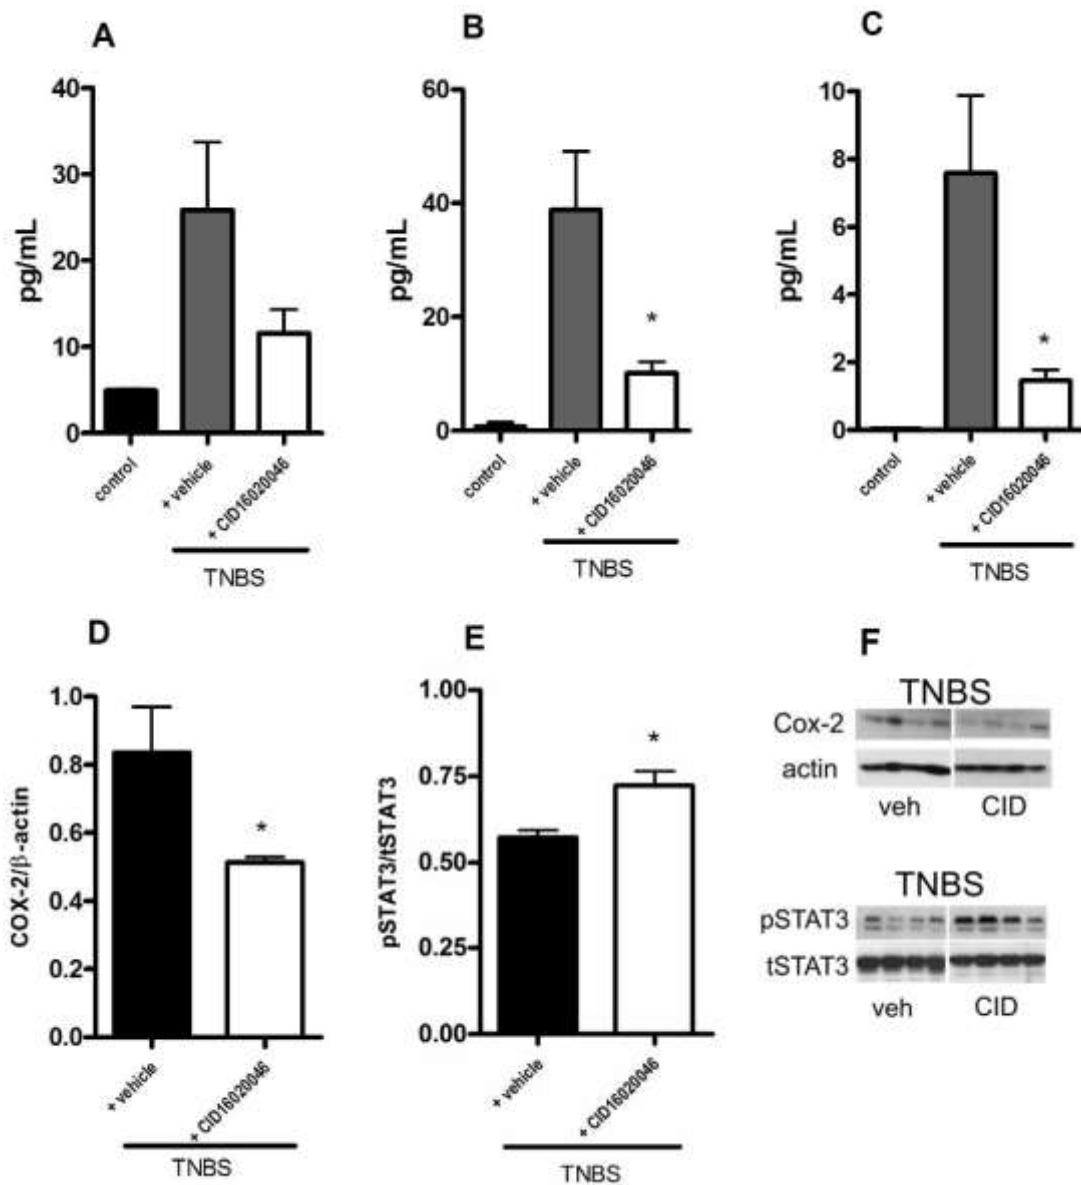 A
B
C
40
30
20
10
0
pg/mL
control
+ vehicle
+ CID16020046
TNBS
60
40
20
0
pg/mL
*
control
+ vehicle
+ CID16020046
TNBS
10
8
6
4
2
0
pg/mL
*
control
+ vehicle
+ CID16020046
TNBS
D
E
F
1.0
0.8
0.6
0.4
0.2
0.0
COX-2/β-actin
*
+ vehicle
+ CID16020046
TNBS
1.00
0.75
0.50
0.25
0.00
pSTAT3/tSTAT3
*
+ vehicle
+ CID16020046
TNBS
TNBS
Cox-2
actin
veh CID
TNBS
pSTAT3
tSTAT3
veh CID